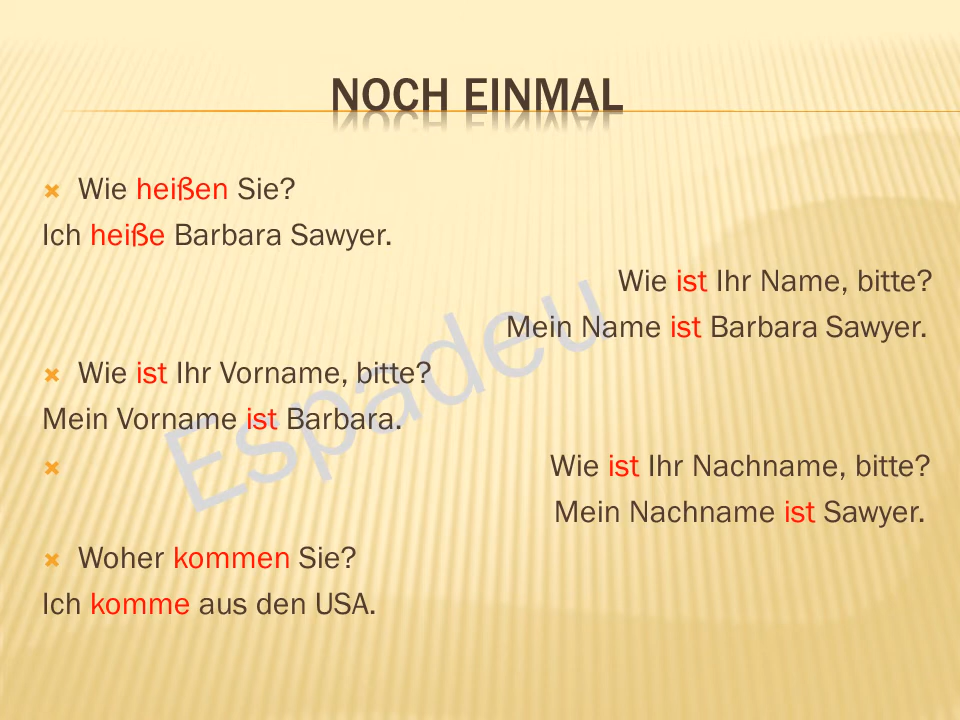 NOCH EINMAL
Wie heißen Sie?
Ich heiße Barbara Sawyer.
Wie ist Ihr Name, bitte?
Mein Name ist Barbara Sawyer.
Wie ist Ihr Vorname, bitte?
Mein Vorname ist Barbara.
Wie ist Ihr Nachname, bitte?
Mein Nachname ist Sawyer.
Woher kommen Sie?
Ich komme aus den USA.
Espadeu